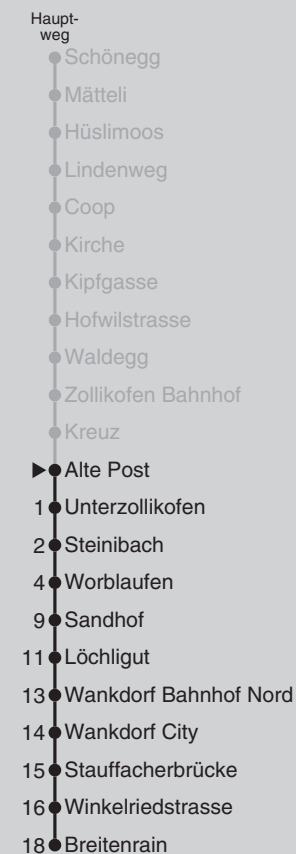 Haupt-
weg
Schönegg
Mätteli
Hüslimoos
Lindenweg
Coop
Kirche
Kipfgasse
Hofwilstrasse
Waldegg
Zollikofen Bahnhof
Kreuz
Alte Post
1 Unterzollikofen
2 Steinibach
4 Worblaufen
9 Sandhof
11 Löchligut
13 Wankdorf Bahnhof Nord
14 Wankdorf City
15 Stauffacherbrücke
16 Winkelriedstrasse
18 Breitenrain